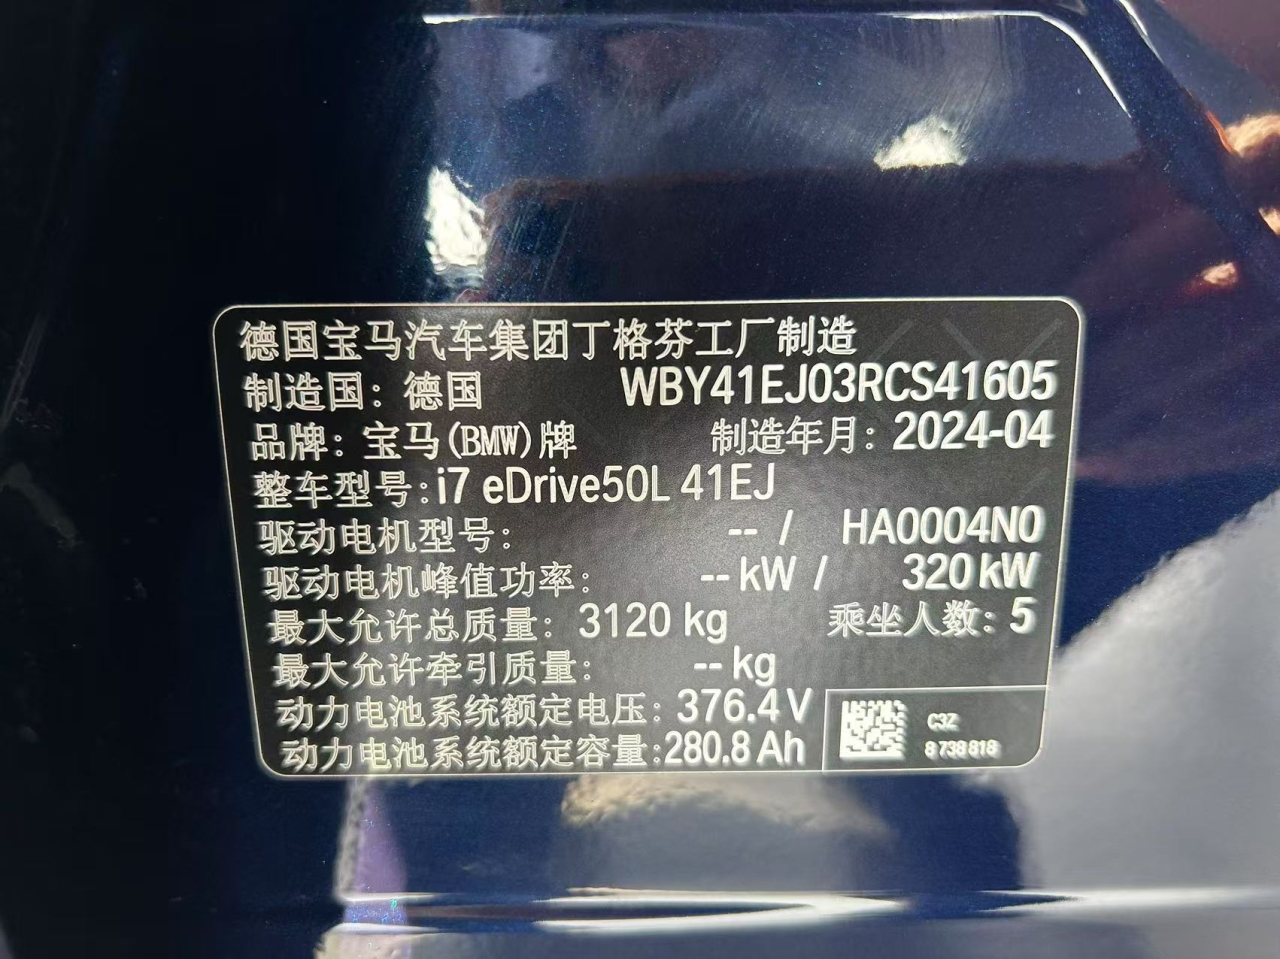 德国宝马汽车集团丁格芬工厂制造
制造国：德国 WBY41EJ03RCS41605
品牌：宝马(BMW)牌 制造年月：2024-04
整车型号：i7 eDrive50L 41EJ
驱动电机型号： -- / HA0004N0
驱动电机峰值功率： -- kW / 320 kW
最大允许总质量：3120 kg 乘坐人数：5
最大允许牵引质量： -- kg
动力电池系统额定电压：376.4 V
动力电池系统额定容量：280.8 Ah
C3Z
8 738 818